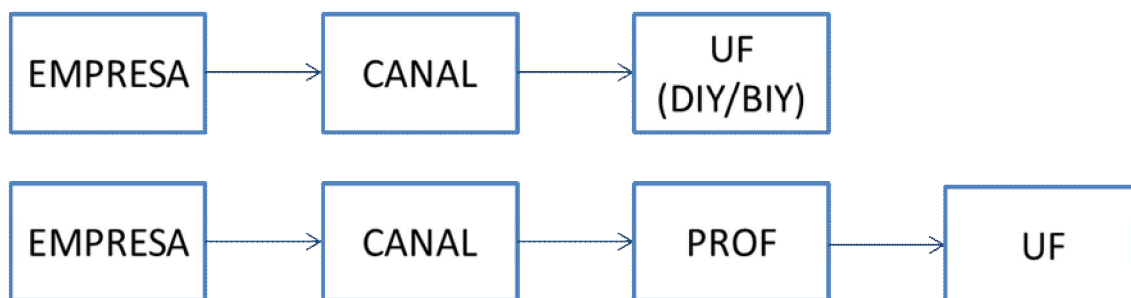 EMPRESA
CANAL
UF
(DIY/BIY)
EMPRESA
CANAL
PROF
UF